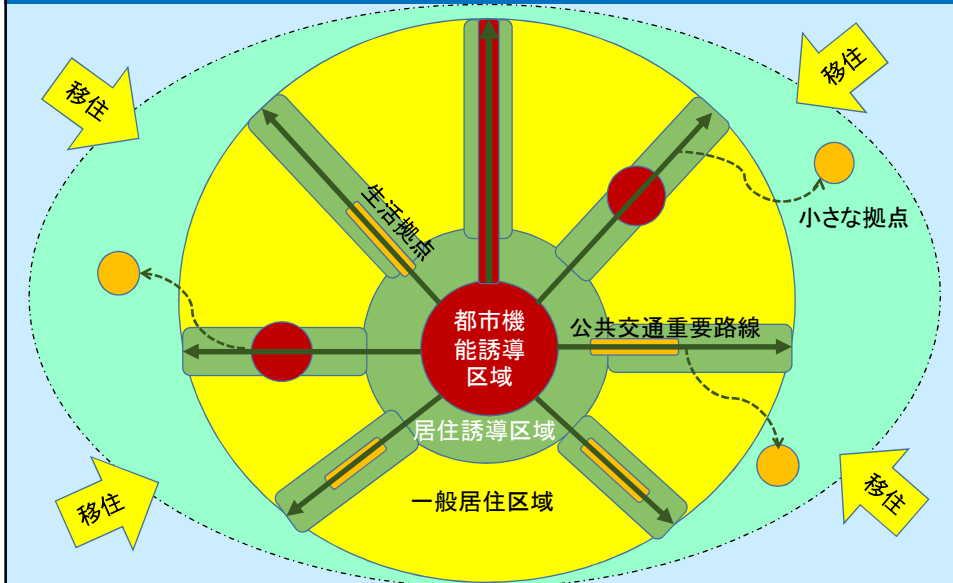 移住
移住
生活拠点
小さな拠点
都市機
能誘導
区域
公共交通重要路線
居住誘導区域
一般居住区域
移住
移住